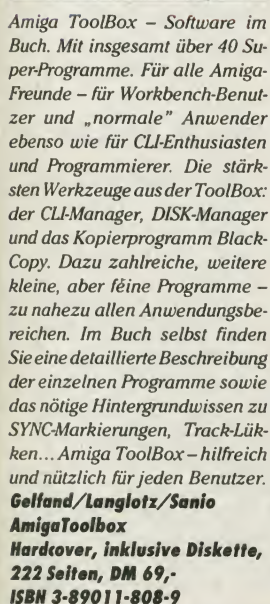 Amiga ToolBox – Software im
Buch. Mit insgesamt über 40 Su-
per-Programme. Für alle Amiga-
Freunde – für Workbench-Benut-
zer und „normale" Anwender
ebenso wie für CLI-Enthusiasten
und Programmierer. Die stärk-
sten Werkzeuge aus der ToolBox:
der CLI-Manager, DISK-Manager
und das Kopierprogramm Black-
Copy. Dazu zahlreiche, weitere
kleine, aber feine Programme –
zu nahezu allen Anwendungsbe-
reichen. Im Buch selbst finden
Sie eine detaillierte Beschreibung
der einzelnen Programme sowie
das nötige Hintergrundwissen zu
SYNC-Markierungen, Track-Lük-
ken... Amiga ToolBox – hilfreich
und nützlich für jeden Benutzer.
Gelfand/Langlotz/Sanio
AmigaToolbox
Hardcover, inklusive Diskette,
222 Seiten, DM 69,-
ISBN 3-89011-808-9